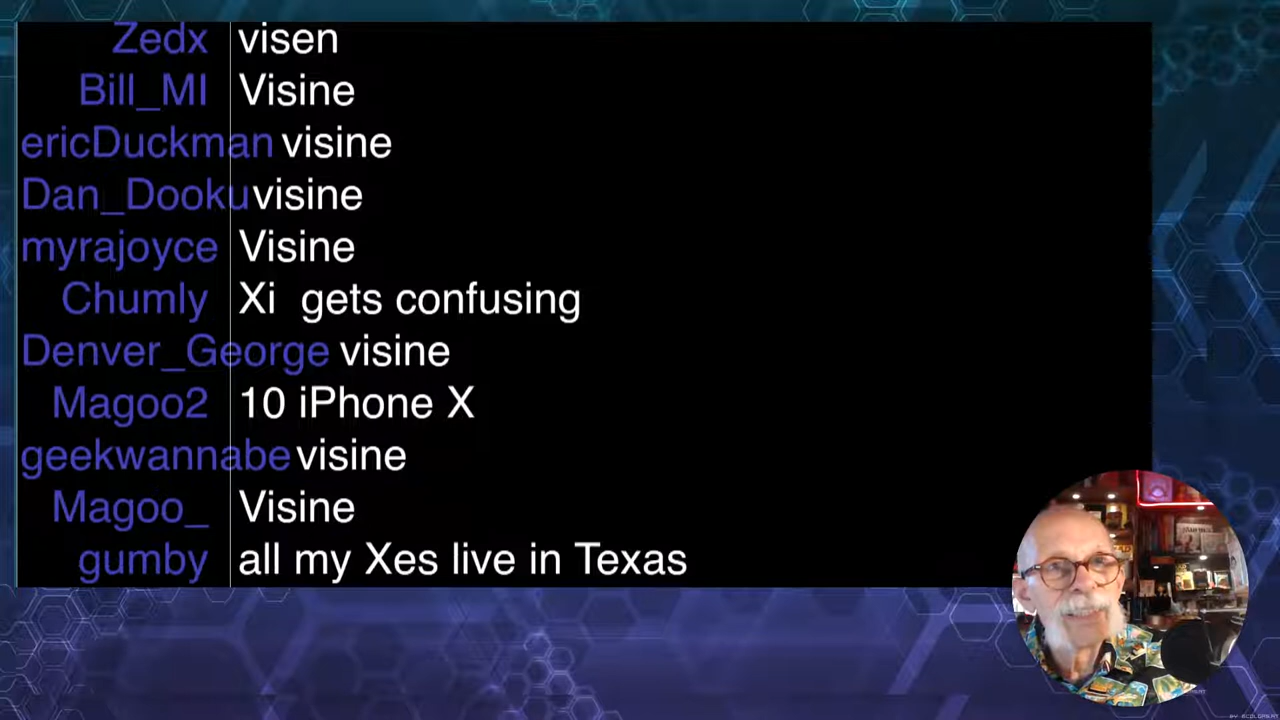 Zedx visen
Bill_MI Visine
ericDuckman visine
Dan_Dooku visine
myrajoyce Visine
Chumly Xi gets confusing
Denver_George visine
Magoo2 10 iPhone X
geekwannabe visine
Magoo_ Visine
gumby all my Xes live in Texas